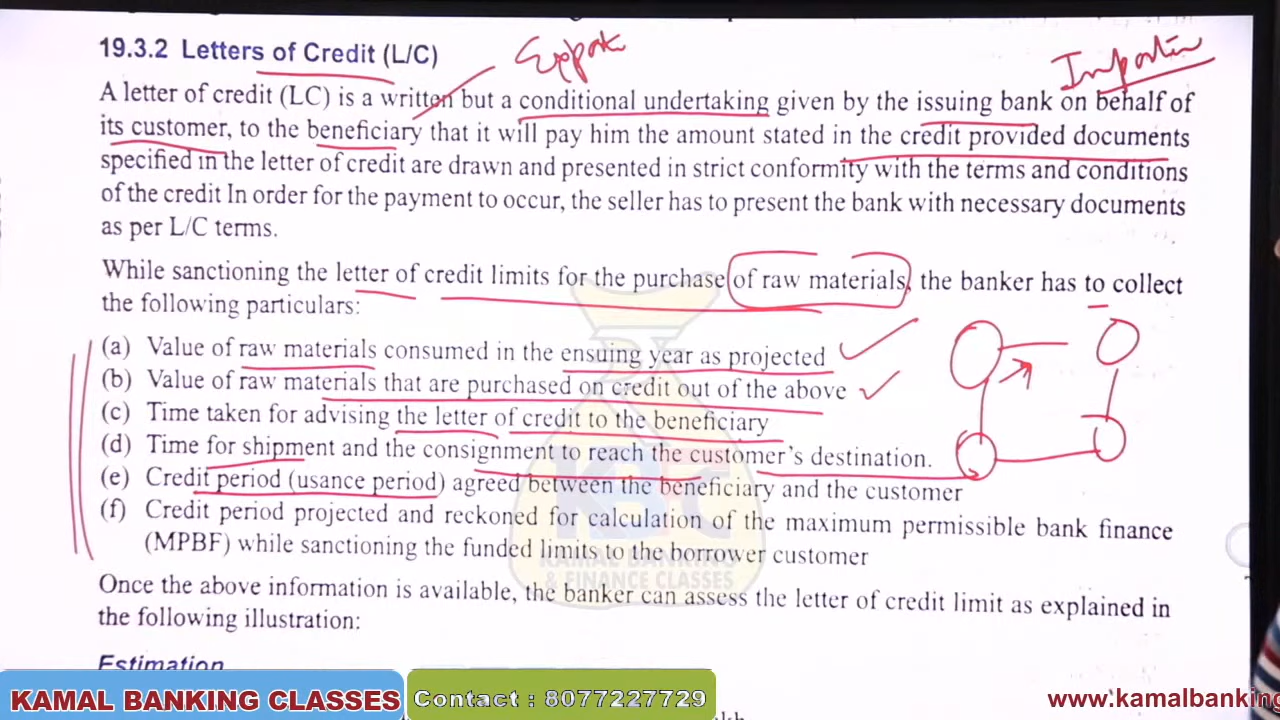 19.3.2 Letters of Credit (L/C)
Export
Importer
A letter of credit (LC) is a written but a conditional undertaking given by the issuing bank on behalf of
its customer, to the beneficiary that it will pay him the amount stated in the credit provided documents
specified in the letter of credit are drawn and presented in strict conformity with the terms and conditions
of the credit In order for the payment to occur, the seller has to present the bank with necessary documents
as per L/C terms.
While sanctioning the letter of credit limits for the purchase of raw materials, the banker has to collect
the following particulars:
(a) Value of raw materials consumed in the ensuing year as projected
(b) Value of raw materials that are purchased on credit out of the above
(c) Time taken for advising the letter of credit to the beneficiary
(d) Time for shipment and the consignment to reach the customer's destination.
(e) Credit period (usance period) agreed between the beneficiary and the customer
(f) Credit period projected and reckoned for calculation of the maximum permissible bank finance
(MPBF) while sanctioning the funded limits to the borrower customer
KBC
KAMAL BANKING
& FINANCE CLASSES
Once the above information is available, the banker can assess the letter of credit limit as explained in
the following illustration:
Estimation
KAMAL BANKING CLASSES
Contact : 8077227729
www.kamalbanking